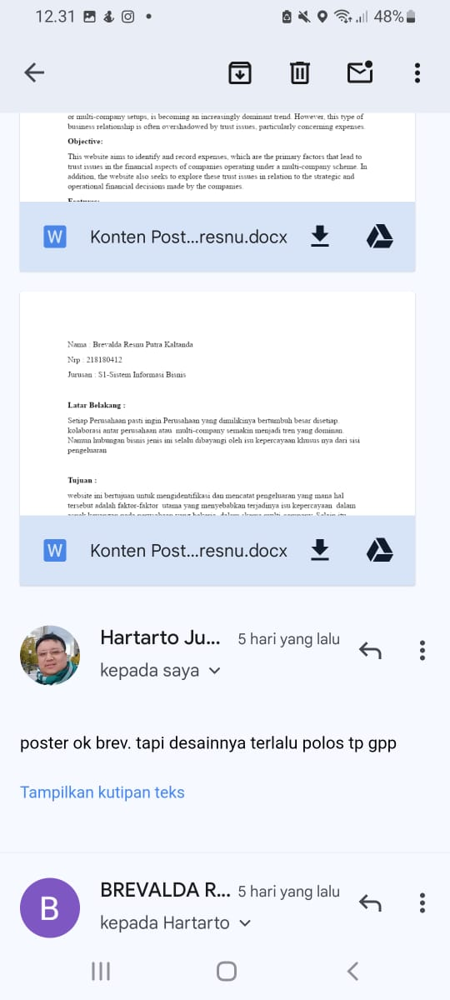 12.31
48%
or multi-company setups, is becoming an increasingly dominant trend. However, this type of
business relationship is often overshadowed by trust issues, particularly concerning expenses.
Objective:
This website aims to identify and record expenses, which are the primary factors that lead to
trust issues in the financial aspects of companies operating under a multi-company scheme. In
addition, the website also seeks to explore these trust issues in relation to the strategic and
operational financial decisions made by the companies.
Features:
W Konten Post...resnu.docx
Nama : Brevalda Resnu Putra Kaltanda
Nrp : 218180412
Jurusan : S1-Sistem Informasi Bisnis
Latar Belakang :
Setiap Perusahaan pasti ingin Perusahaan yang dimilikinya bertumbuh besar disetiap.
kolaborasi antar perusahaan atau multi-company semakin menjadi tren yang dominan.
Namun hubungan bisnis jenis ini selalu dibayangi oleh isu kepercayaan khusus nya dari sisi
pengeluaran
Tujuan :
website ini bertujuan untuk mengidentifikasi dan mencatat pengeluaran yang mana hal
tersebut adalah faktor-faktor utama yang menyebabkan terjadinya isu kepercayaan dalam
W Konten Post...resnu.docx
Hartarto Ju... 5 hari yang lalu
kepada saya
poster ok brev. tapi desainnya terlalu polos tp gpp
Tampilkan kutipan teks
B
BREVALDA R... 5 hari yang lalu
kepada Hartarto